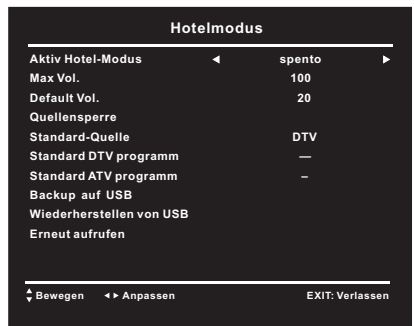 Hotelmodus
Aktiv Hotel-Modus ◀ spento ▶
Max Vol. 100
Default Vol. 20
Quellensperre
Standard-Quelle DTV
Standard DTV programm —
Standard ATV programm –
Backup auf USB
Wiederherstellen von USB
Erneut aufrufen
Bewegen ◀▶ Anpassen EXIT: Verlassen